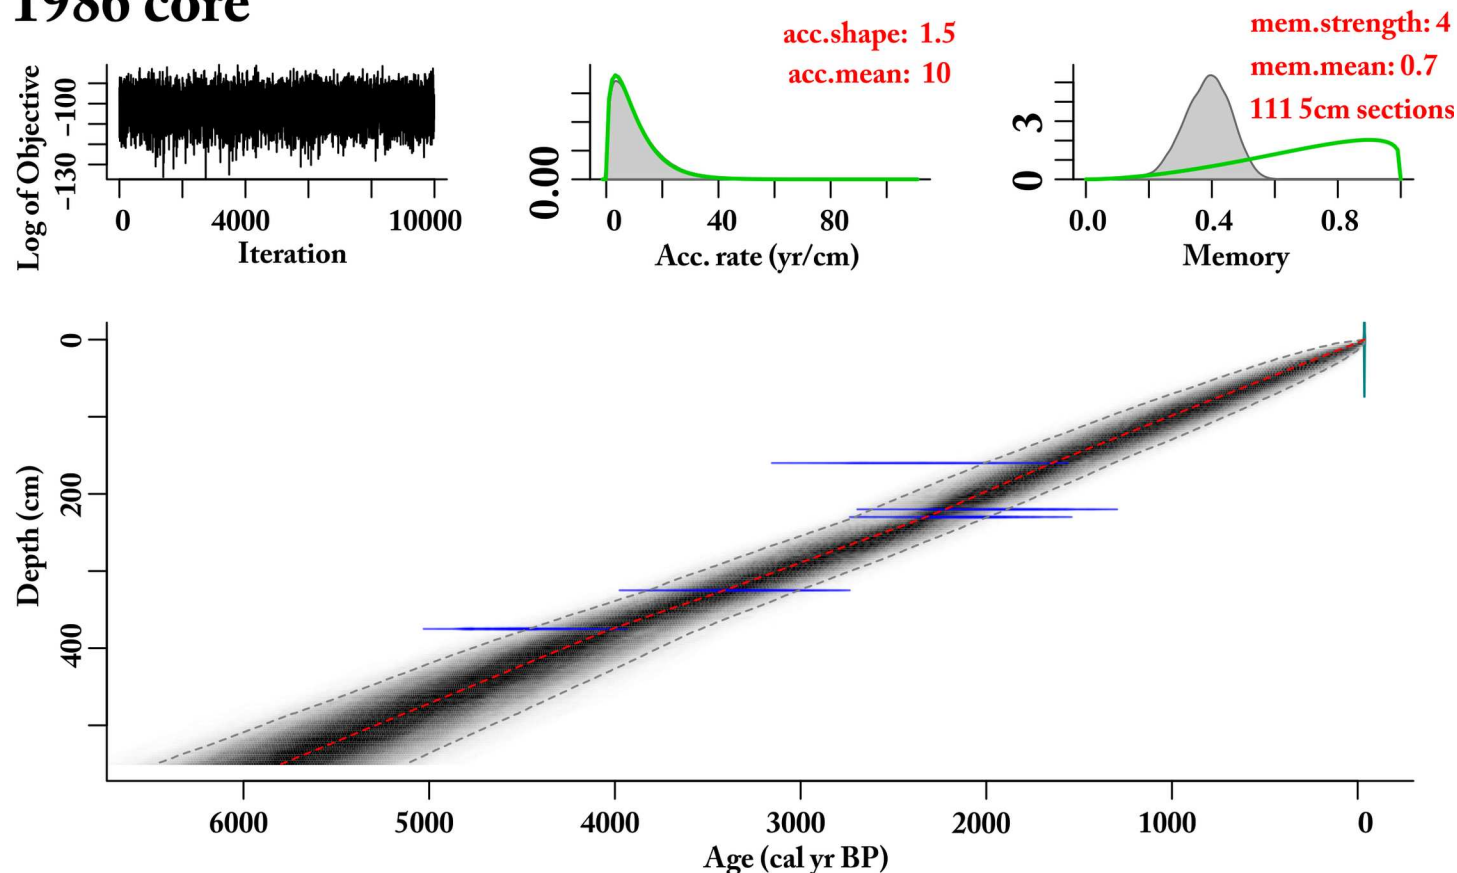 1986 core
acc.shape: 1.5
acc.mean: 10
mem.strength: 4
mem.mean: 0.7
111 5cm sections
Log of Objective
-130 -100
0 4000 10000
Iteration
0.00
0 40 80
Acc. rate (yr/cm)
0 3
0.0 0.4 0.8
Memory
Depth (cm)
0
200
400
6000 5000 4000 3000 2000 1000 0
Age (cal yr BP)